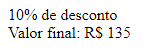 10% de desconto
Valor final: R$ 135